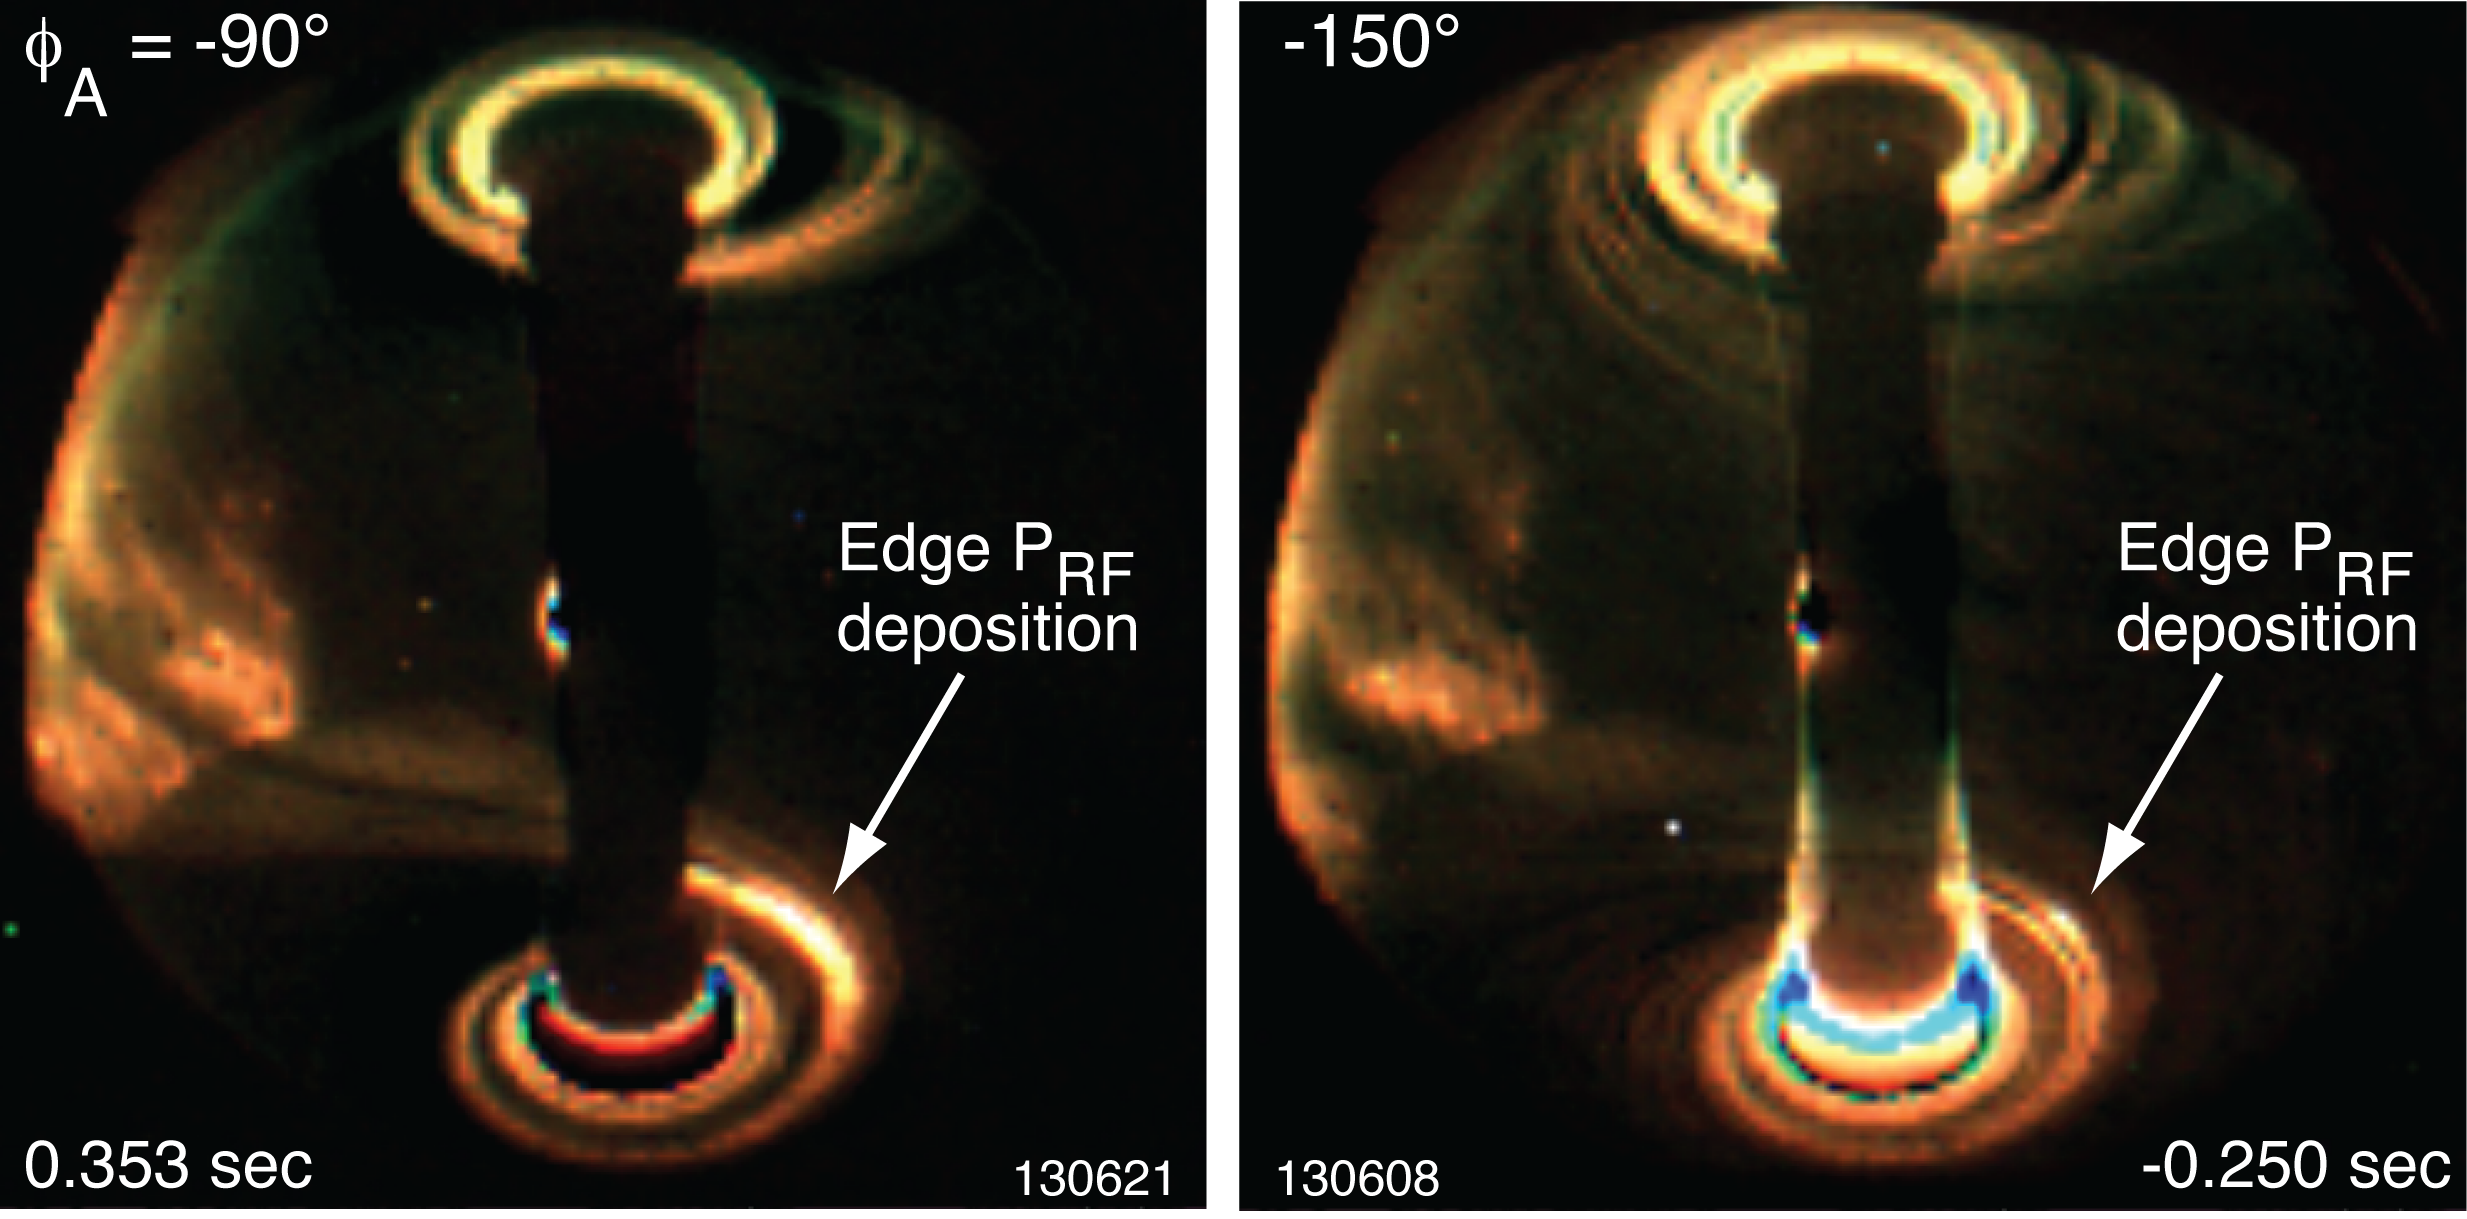 ϕA = -90°
Edge PRF
deposition
0.353 sec
130621
-150°
Edge PRF
deposition
130608
-0.250 sec